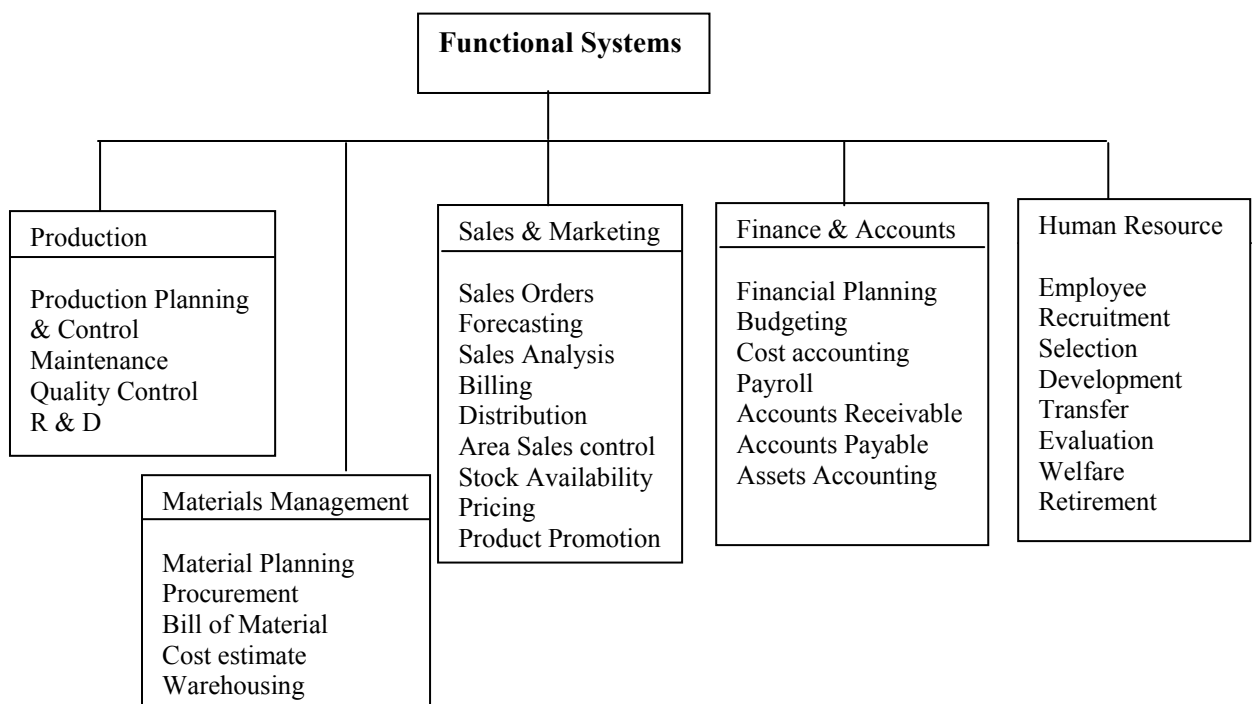 Functional Systems
Production
Production Planning
& Control
Maintenance
Quality Control
R & D
Materials Management
Material Planning
Procurement
Bill of Material
Cost estimate
Warehousing
Sales & Marketing
Sales Orders
Forecasting
Sales Analysis
Billing
Distribution
Area Sales control
Stock Availability
Pricing
Product Promotion
Finance & Accounts
Financial Planning
Budgeting
Cost accounting
Payroll
Accounts Receivable
Accounts Payable
Assets Accounting
Human Resource
Employee
Recruitment
Selection
Development
Transfer
Evaluation
Welfare
Retirement